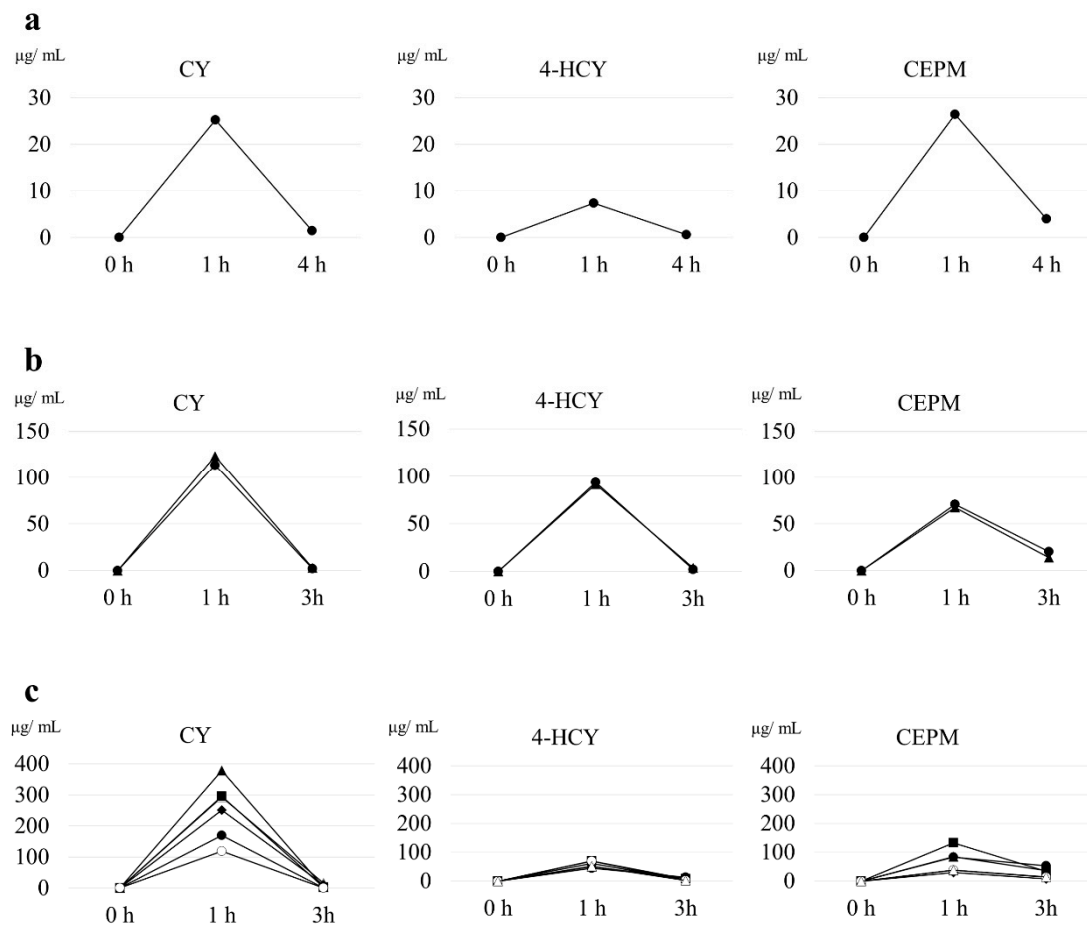 a
μg/ mL
CY
30
20
10
0
0 h 1 h 4 h
μg/ mL
4-HCY
30
20
10
0
0 h 1 h 4 h
μg/ mL
CEPM
30
20
10
0
0 h 1 h 4 h
b
μg/ mL
CY
150
100
50
0
0 h 1 h 3h
μg/ mL
4-HCY
150
100
50
0
0 h 1 h 3h
μg/ mL
CEPM
150
100
50
0
0 h 1 h 3h
c
μg/ mL
CY
400
300
200
100
0
0 h 1 h 3h
μg/ mL
4-HCY
400
300
200
100
0
0 h 1 h 3h
μg/ mL
CEPM
400
300
200
100
0
0 h 1 h 3h